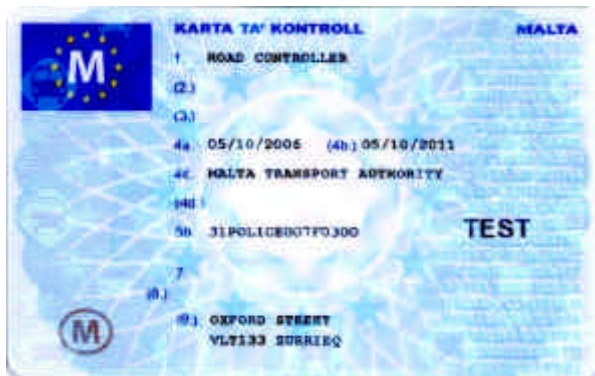 KARTA TA' KONTROLL MALTA
M
1 ROAD CONTROLLER
(2.)
(3.)
4a. 05/10/2006 (4b.) 05/10/2011
4c. MALTA TRANSPORT AUTHORITY
(4d.)
5b.
TEST
7
(8.)
M
(9.) OXFORD STREET
VLT133 ZURRIEQ